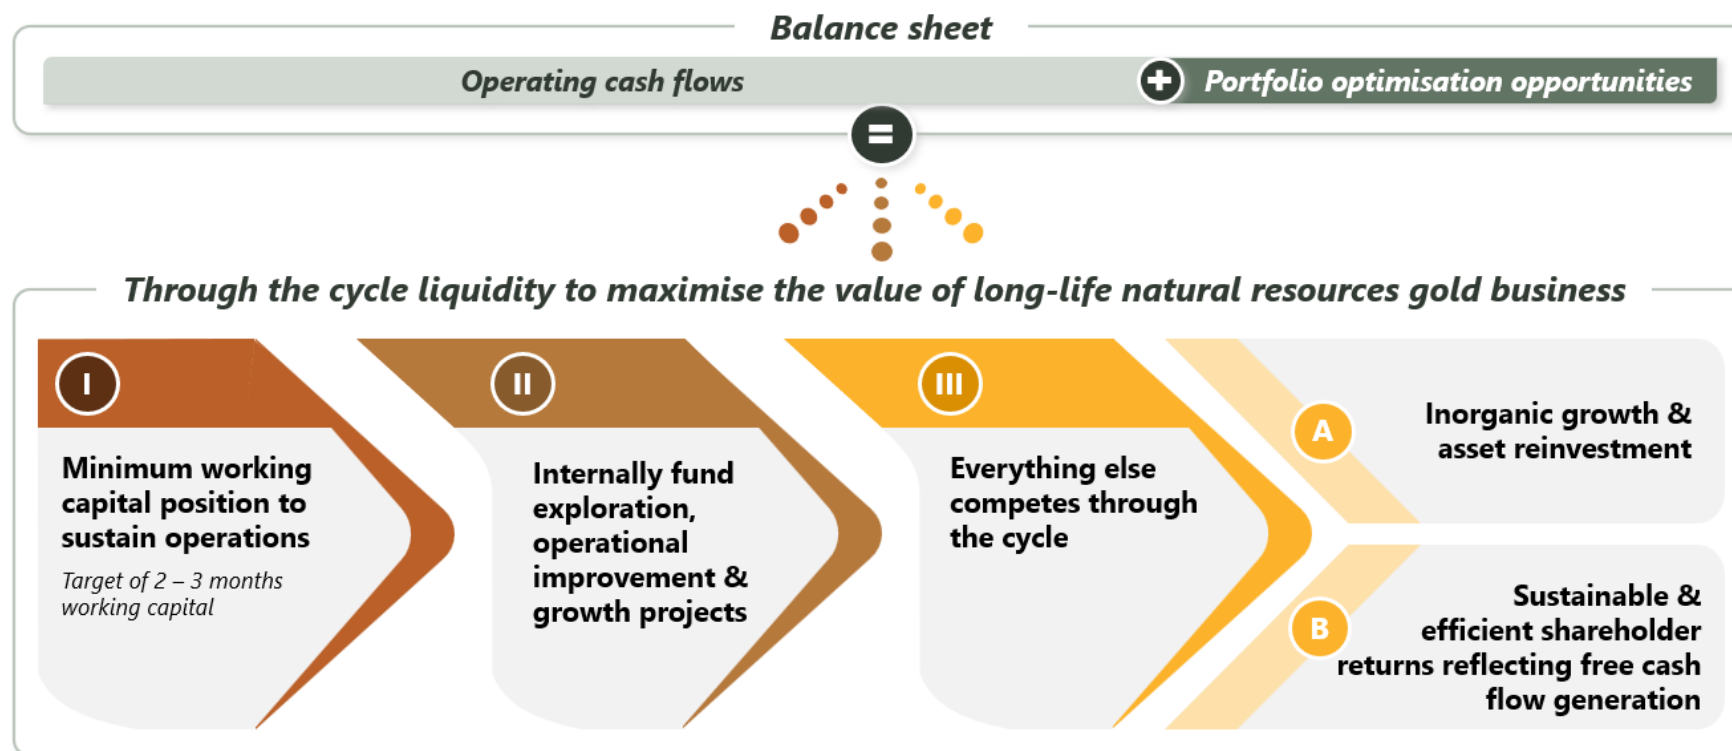 Balance sheet
Operating cash flows
+
Portfolio optimisation opportunities
=
Through the cycle liquidity to maximise the value of long-life natural resources gold business
I
Minimum working
capital position to
sustain operations
Target of 2 – 3 months
working capital
II
Internally fund
exploration,
operational
improvement &
growth projects
III
Everything else
competes through
the cycle
A
Inorganic growth &
asset reinvestment
B
Sustainable &
efficient shareholder
returns reflecting free cash
flow generation